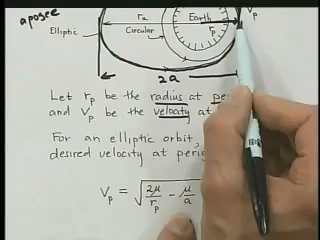 apogee
ra
Earth
Vp
rp
Elliptic
Circular
2a
Let rp be the radius at
and Vp be the velocity at
For an elliptic orbit,
desired velocity at perig
Vp = √ 2μ/rp − μ/a